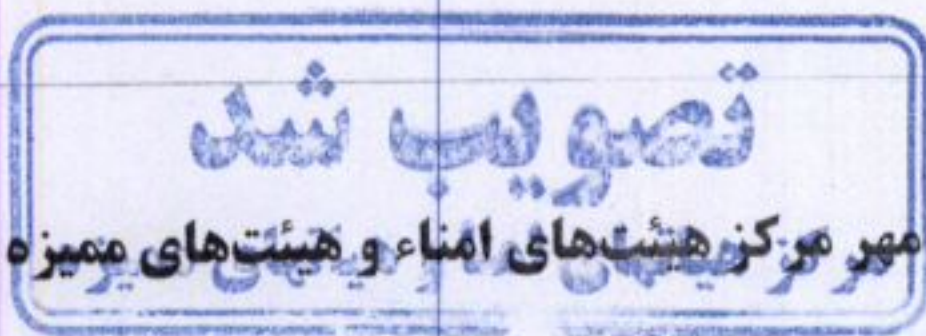 تصویب شد
مهر مرکز هیئت‌های امناء و هیئت‌های ممیزه